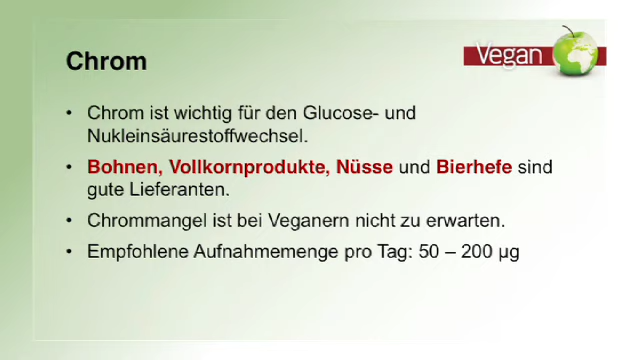 Chrom
Vegan
• Chrom ist wichtig für den Glucose- und
Nukleinsäurestoffwechsel.
• Bohnen, Vollkornprodukte, Nüsse und Bierhefe sind
gute Lieferanten.
• Chrommangel ist bei Veganern nicht zu erwarten.
• Empfohlene Aufnahmemenge pro Tag: 50 – 200 µg